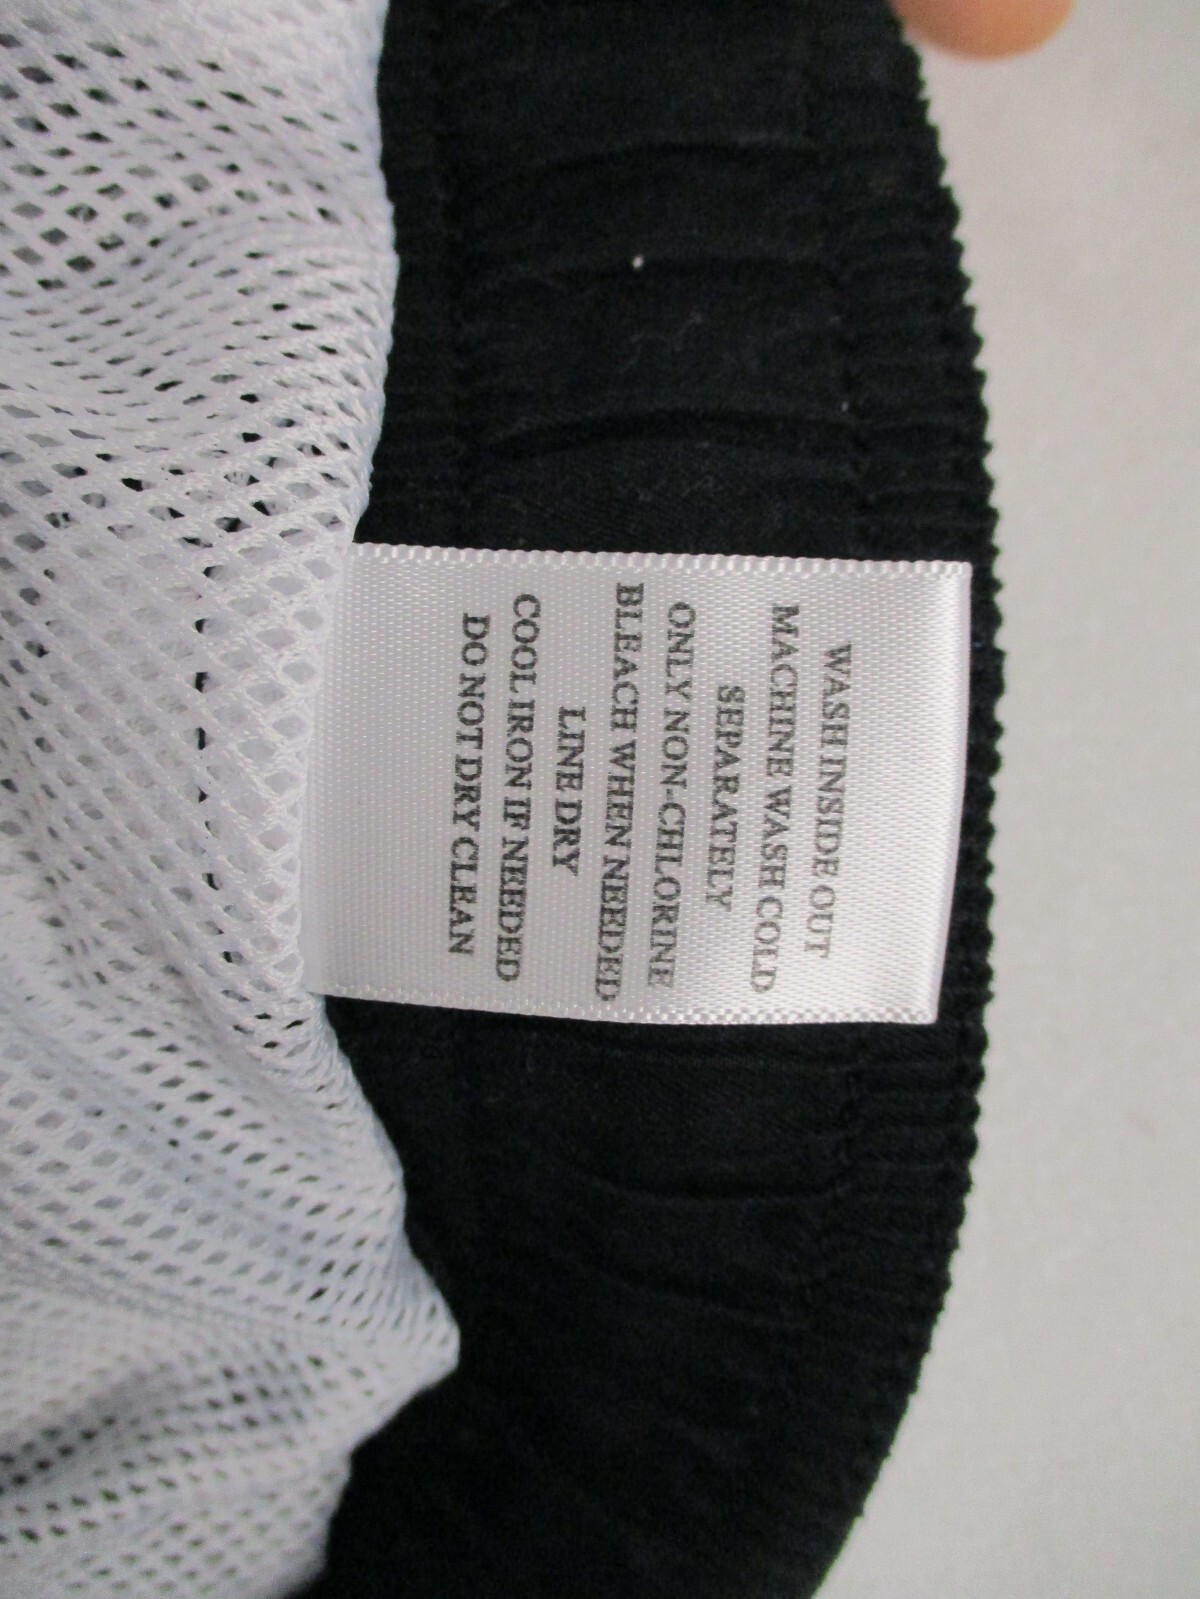 WASH INSIDE OUT
MACHINE WASH COLD
SEPARATELY
ONLY NON-CHLORINE
BLEACH WHEN NEEDED
LINE DRY
COOL IRON IF NEEDED
DO NOT DRY CLEAN